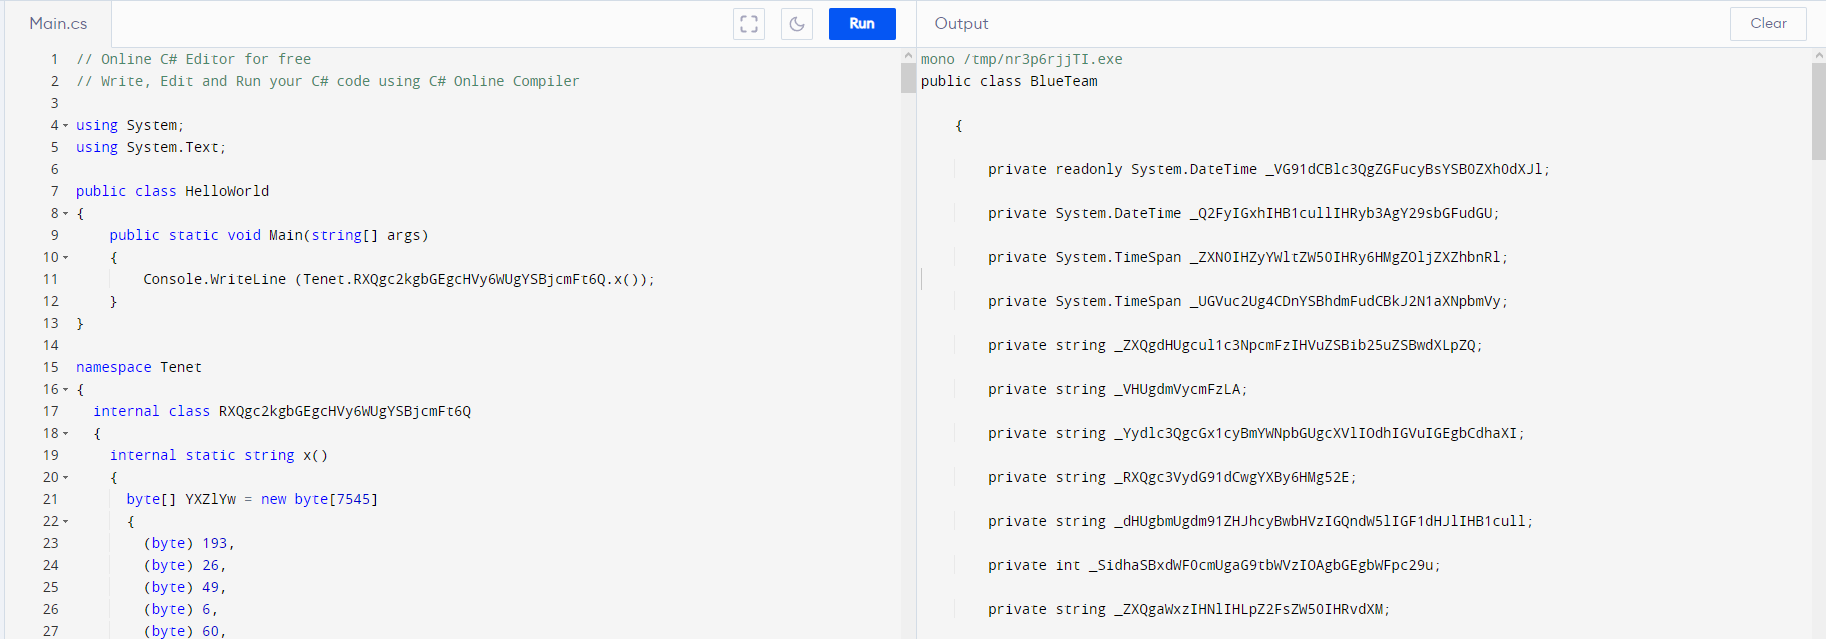 Main.cs
Run
1 // Online C# Editor for free
2 // Write, Edit and Run your C# code using C# Online Compiler
3
4 using System;
5 using System.Text;
6
7 public class HelloWorld
8 {
9 public static void Main(string[] args)
10 {
11 Console.WriteLine (Tenet.RXQgc2kgbGEgcHVy6WUgYSBjcmFt6Q.x());
12 }
13 }
14
15 namespace Tenet
16 {
17 internal class RXQgc2kgbGEgcHVy6WUgYSBjcmFt6Q
18 {
19 internal static string x()
20 {
21 byte[] YXZlYw = new byte[7545]
22 {
23 (byte) 193,
24 (byte) 26,
25 (byte) 49,
26 (byte) 6,
27 (byte) 60,
Output
Clear
mono /tmp/nr3p6rjjTI.exe
public class BlueTeam
{
private readonly System.DateTime _VG91dCBlc3QgZGFucyBsYSB0ZXh0dXJl;
private System.DateTime _Q2FyIGxhIHB1cullIHRyb3AgY29sbGFudGU;
private System.TimeSpan _ZXN0IHZyYWltZW50IHRy6HMgZOljZXZhbnRl;
private System.TimeSpan _UGVuc2Ug4CDnYSBhdmFudCBkJ2N1aXNpbmVy;
private string _ZXQgdHUgcul1c3NpcmFzIHVuZSBib25uZSBwdXLpZQ;
private string _VHUgdmVycmFzLA;
private string _Yydlc3QgcGx1cyBmYWNpbGUgcXVlIOdhIGVuIGEgbCdhaXI;
private string _RXQgc3VydG91dCwgYXBy6HMg52E;
private string _dHUgbmUgdm91ZHJhcyBwbHVzIGQndW5lIGF1dHJlIHB1cull;
private int _SidhaSBxdWF0cmUgaG9tbWVzIOAgbGEgbWFpc29u;
private string _ZXQgaWxzIHNlIHLpZ2FsZW50IHRvdXM;